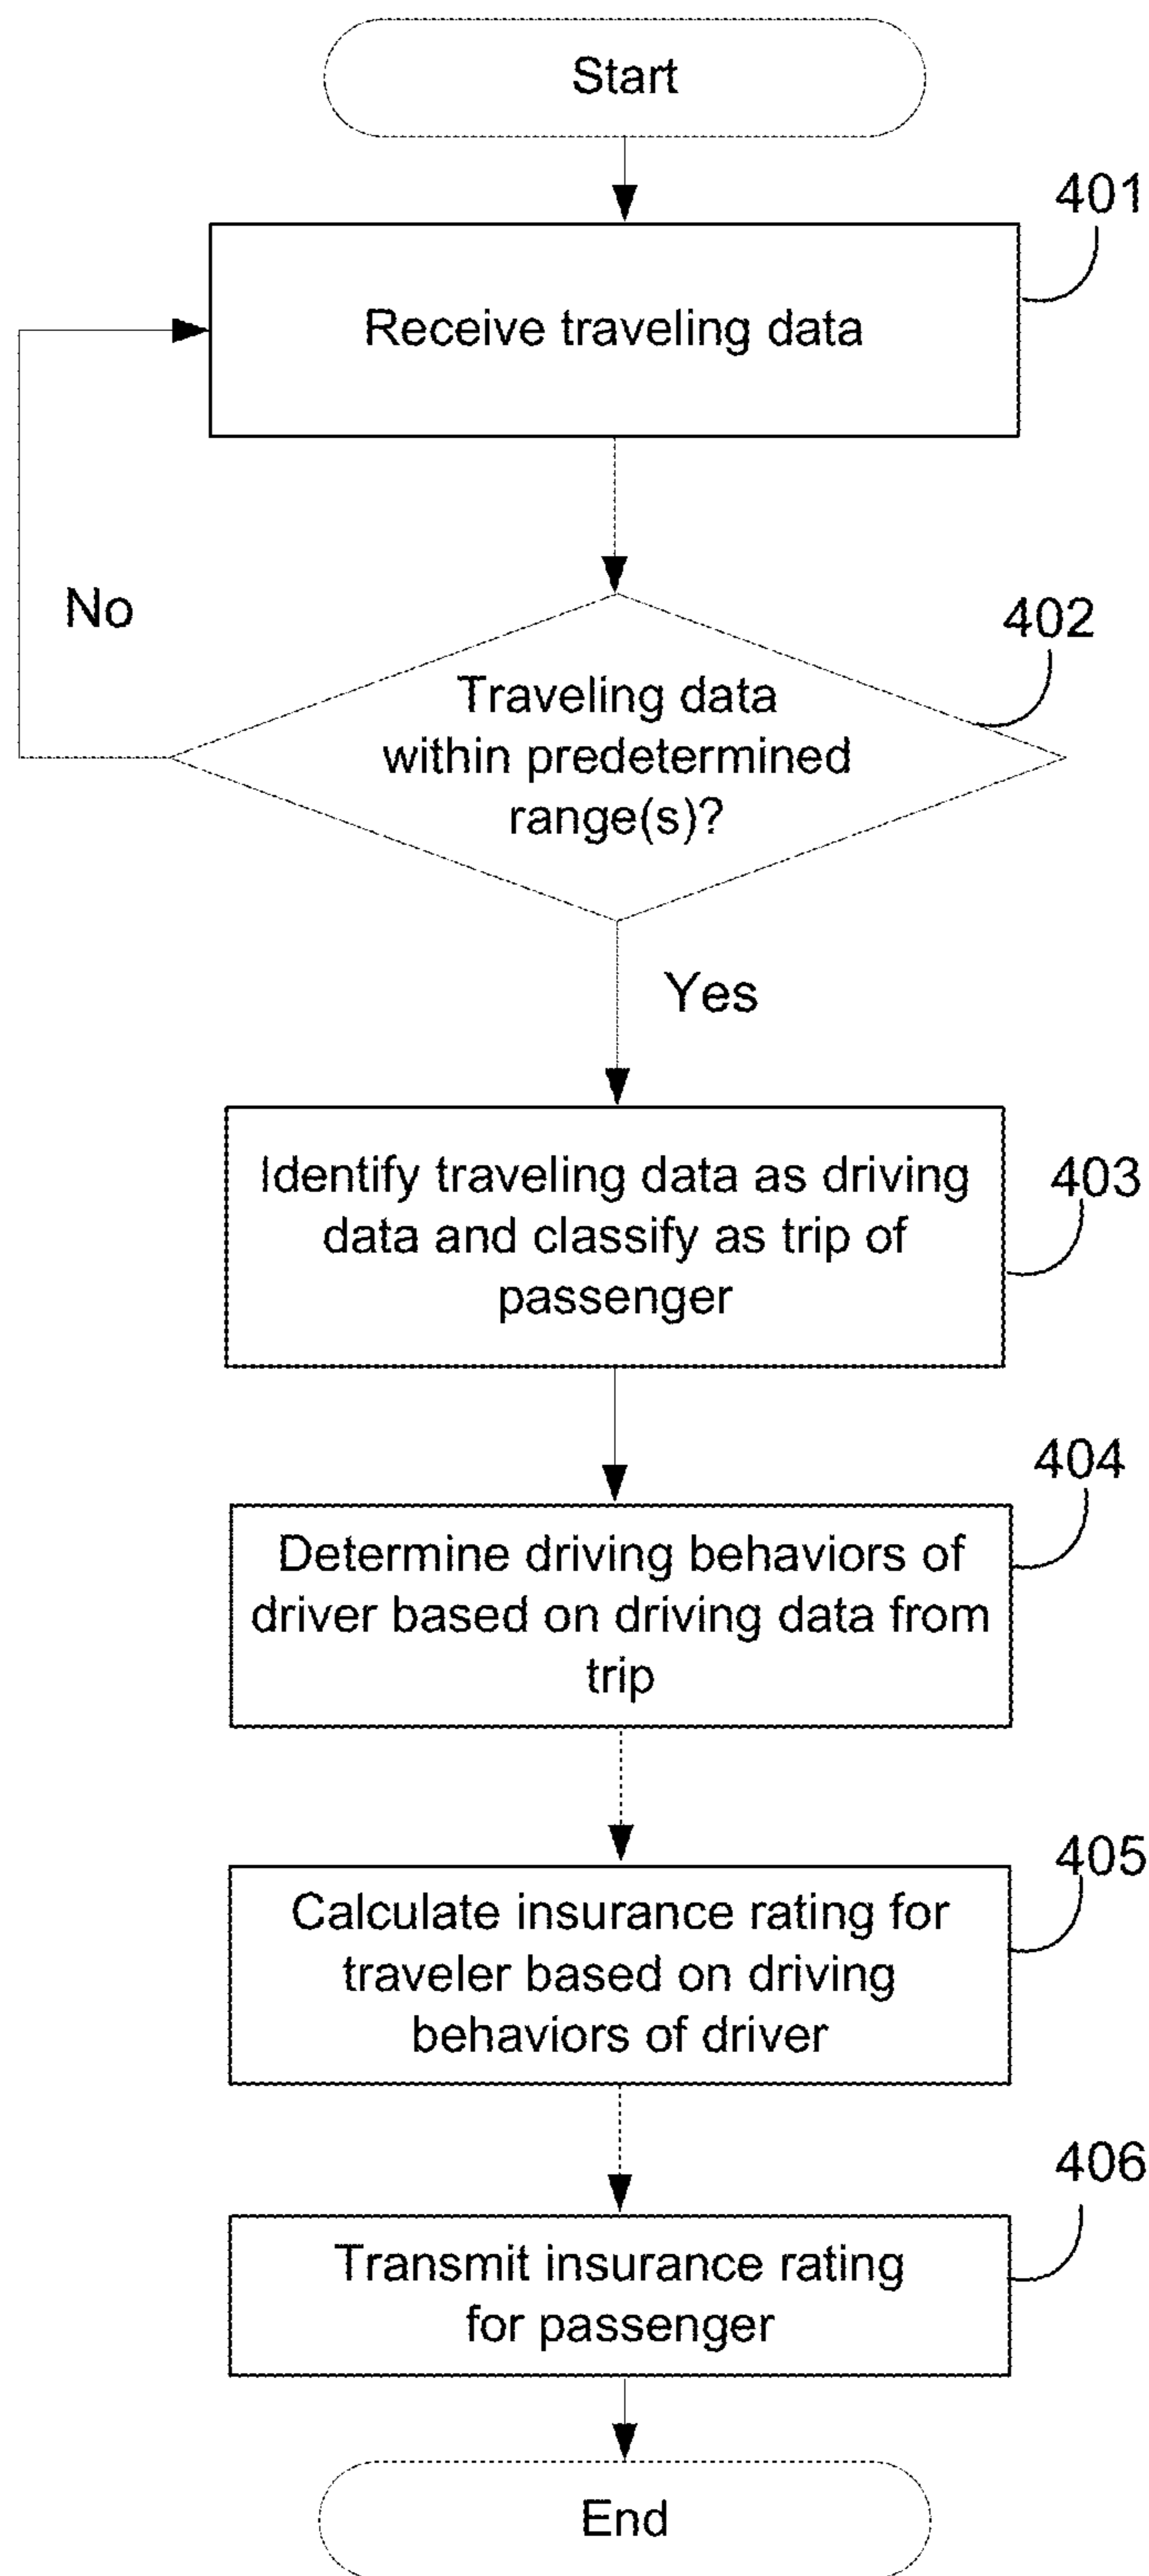 Start
401
Receive traveling data
No
402
Traveling data
within predetermined
range(s)?
Yes
Identify traveling data as driving
data and classify as trip of
passenger
403
404
Determine driving behaviors of
driver based on driving data from
trip
405
Calculate insurance rating for
traveler based on driving
behaviors of driver
406
Transmit insurance rating
for passenger
End